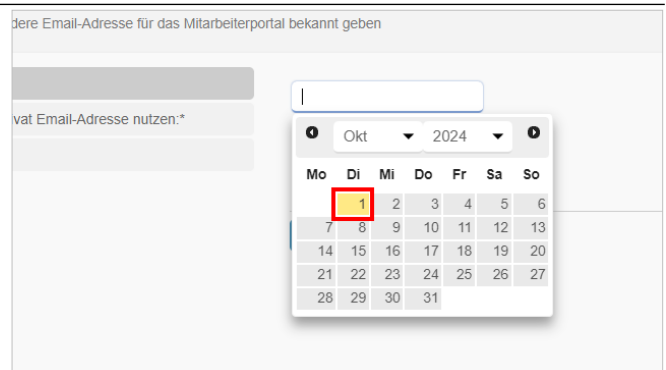 dere Email-Adresse für das Mitarbeiterportal bekannt geben
ivat Email-Adresse nutzen:*
Okt 2024
Mo Di Mi Do Fr Sa So
1 2 3 4 5 6
7 8 9 10 11 12 13
14 15 16 17 18 19 20
21 22 23 24 25 26 27
28 29 30 31